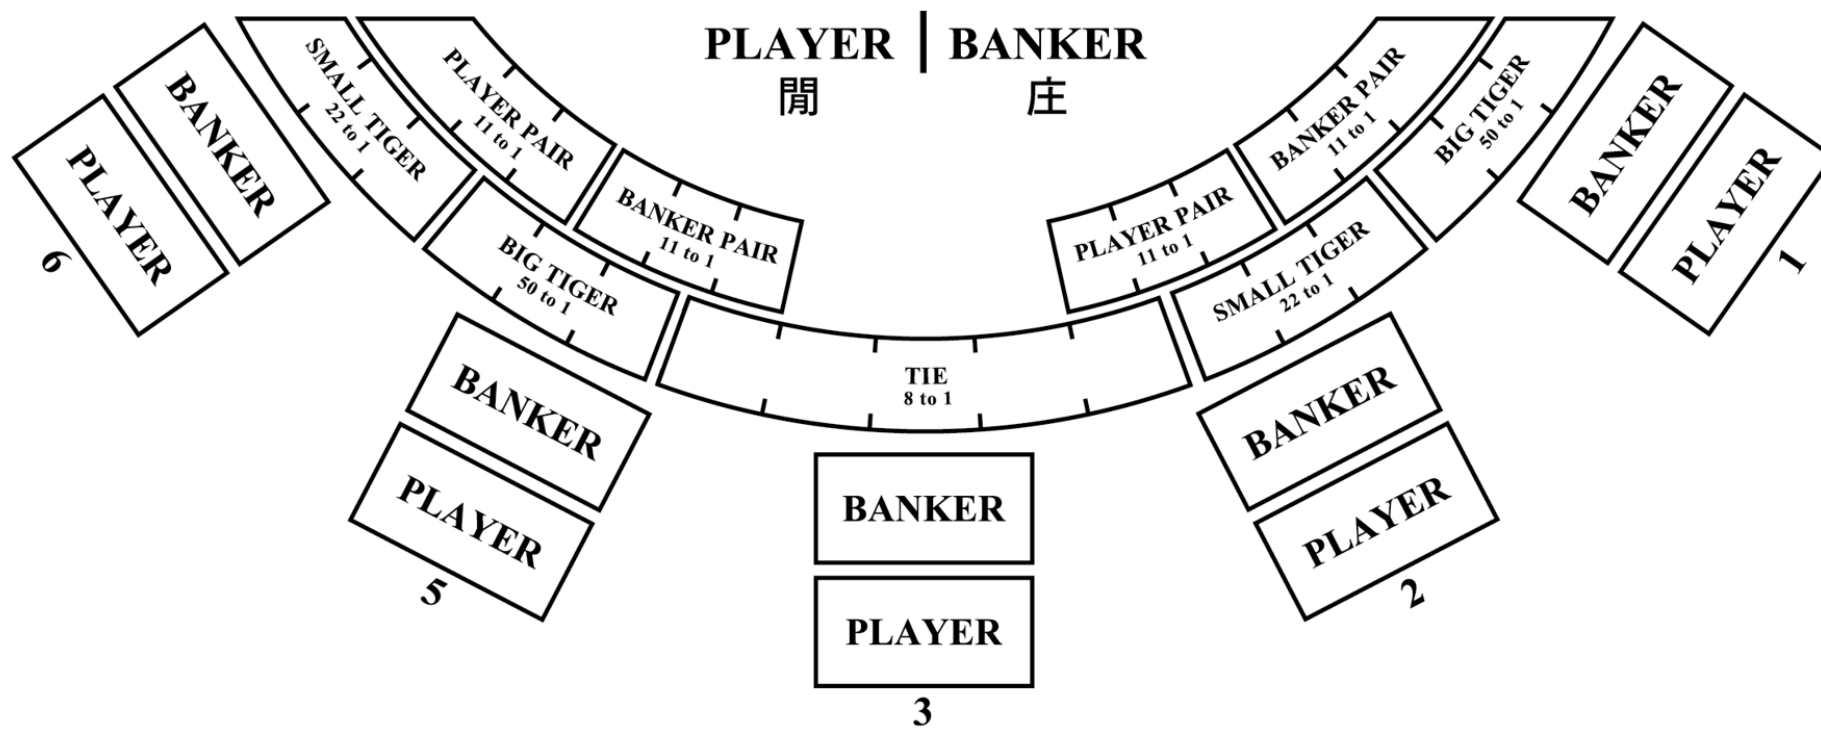 PLAYER | BANKER
閒 庄
SMALL TIGER
22 to 1
PLAYER PAIR
11 to 1
BANKER PAIR
11 to 1
BIG TIGER
50 to 1
PLAYER PAIR
11 to 1
BANKER PAIR
11 to 1
SMALL TIGER
22 to 1
BIG TIGER
50 to 1
TIE
8 to 1
BANKER
PLAYER
6
BANKER
PLAYER
5
BANKER
PLAYER
3
BANKER
PLAYER
2
BANKER
PLAYER
1